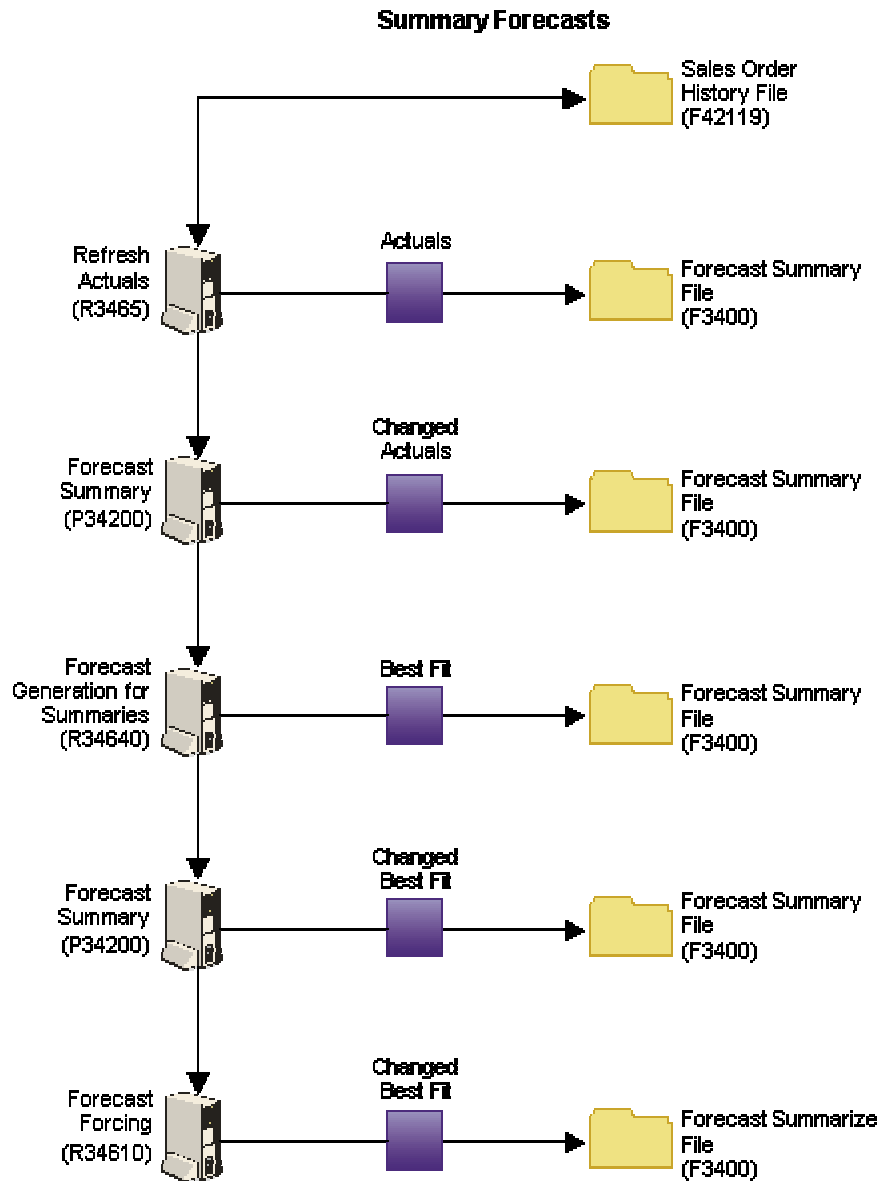 Summary Forecasts
Sales Order
History File
(F42119)
Refresh
Actuals
(R3465)
Actuals
Forecast Summary
File
(F3400)
Forecast
Summary
(P34200)
Changed
Actuals
Forecast Summary
File
(F3400)
Forecast
Generation for
Summaries
(R34640)
Best Fit
Forecast Summary
File
(F3400)
Forecast
Summary
(P34200)
Changed
Best Fit
Forecast Summary
File
(F3400)
Forecast
Forcing
(R34610)
Changed
Best Fit
Forecast Summarize
File
(F3400)